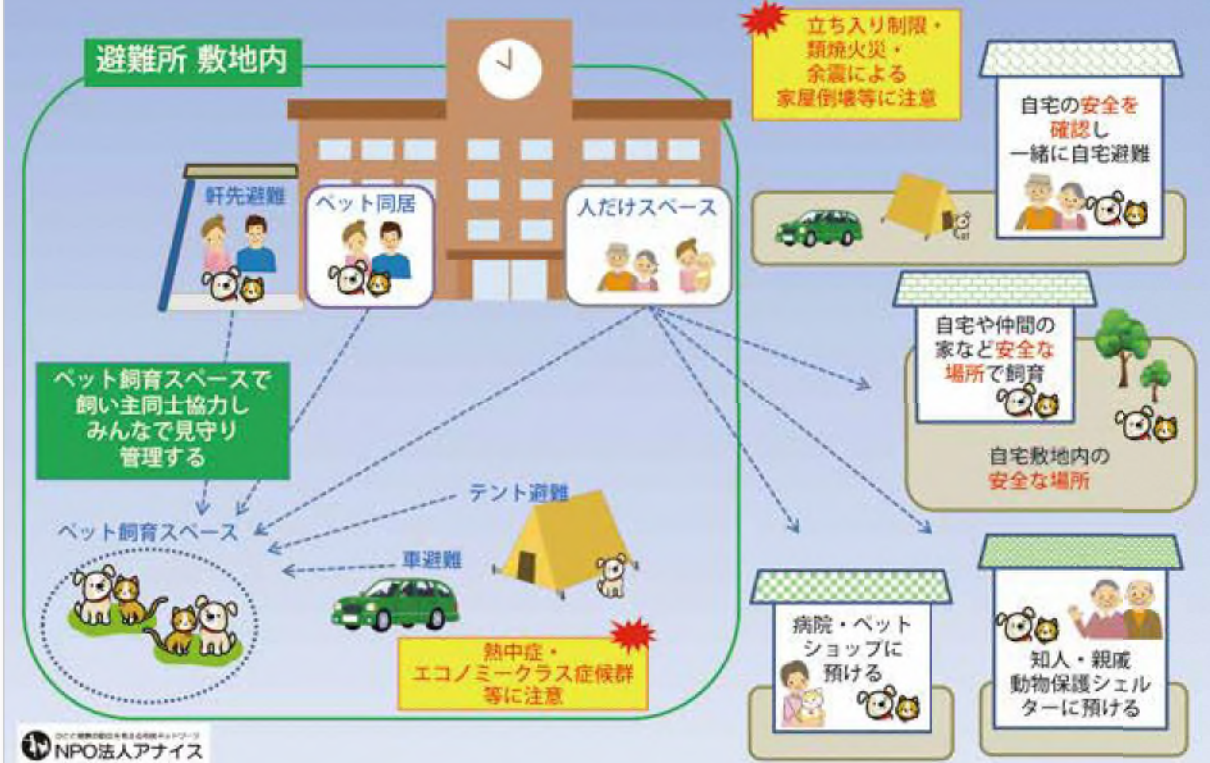 避難所 敷地内
立ち入り制限・
類焼火災・
余震による
家屋倒壊等に注意
自宅の安全を
確認し
一緒に自宅避難
軒先避難
ペット同居
人だけスペース
自宅や仲間の
家など安全な
場所で飼育
自宅敷地内の
安全な場所
ペット飼育スペースで
飼い主同士協力し
みんなで見守り
管理する
テント避難
ペット飼育スペース
車避難
熱中症・
エコノミークラス症候群
等に注意
病院・ペット
ショップに
預ける
知人・親戚
動物保護シェル
ターに預ける
NPO法人アナイス